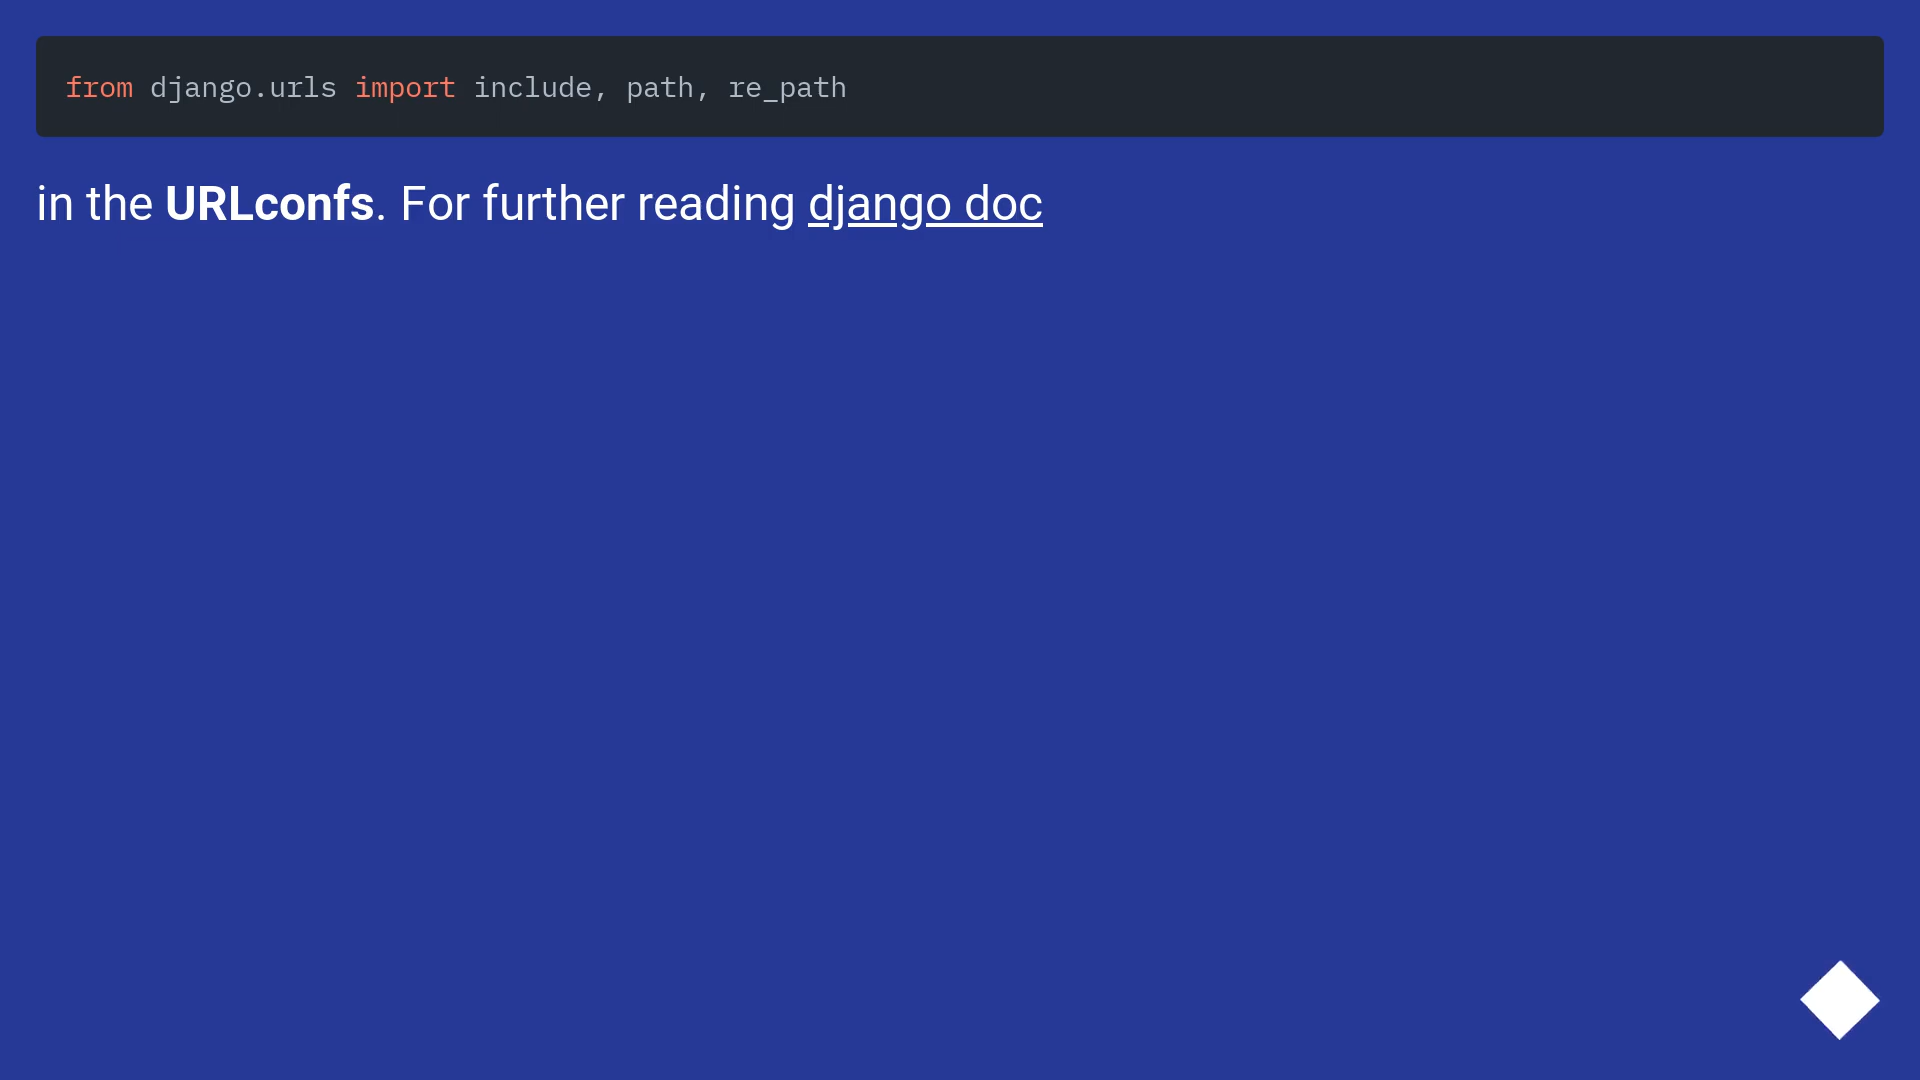 from django.urls import include, path, re_path
in the URLconfs. For further reading django doc